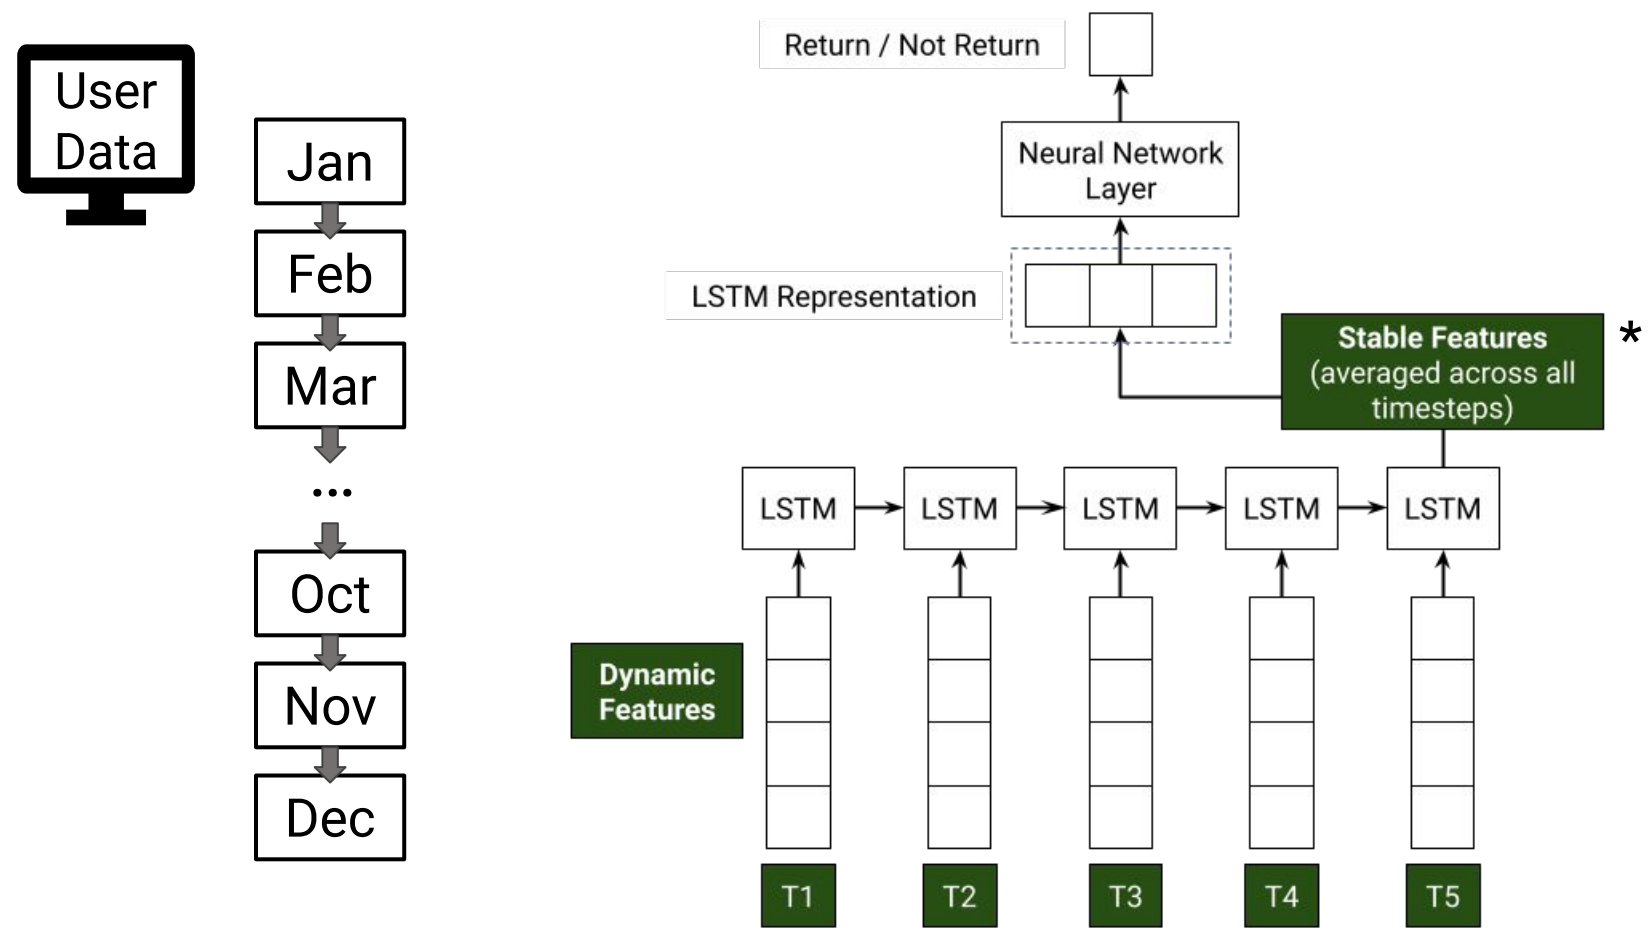 User
Data
Jan
Feb
Mar
...
Oct
Nov
Dec
Return / Not Return
Neural Network
Layer
LSTM Representation
Stable Features
(averaged across all
timesteps)
*
LSTM
LSTM
LSTM
LSTM
LSTM
Dynamic
Features
T1
T2
T3
T4
T5